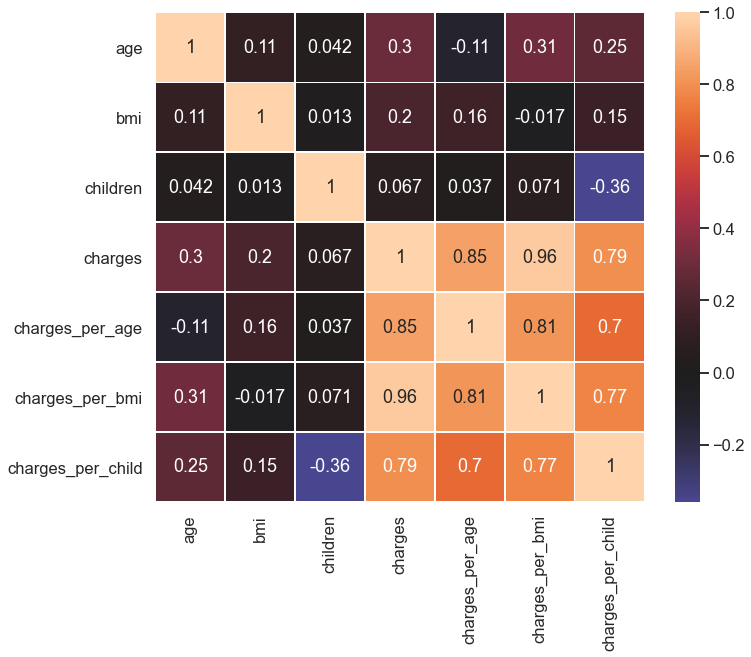 age 1 0.11 0.042 0.3 -0.11 0.31 0.25
bmi 0.11 1 0.013 0.2 0.16 -0.017 0.15
children 0.042 0.013 1 0.067 0.037 0.071 -0.36
charges 0.3 0.2 0.067 1 0.85 0.96 0.79
charges_per_age -0.11 0.16 0.037 0.85 1 0.81 0.7
charges_per_bmi 0.31 -0.017 0.071 0.96 0.81 1 0.77
charges_per_child 0.25 0.15 -0.36 0.79 0.7 0.77 1
age
bmi
children
charges
charges_per_age
charges_per_bmi
charges_per_child
1.0
0.8
0.6
0.4
0.2
0.0
−0.2